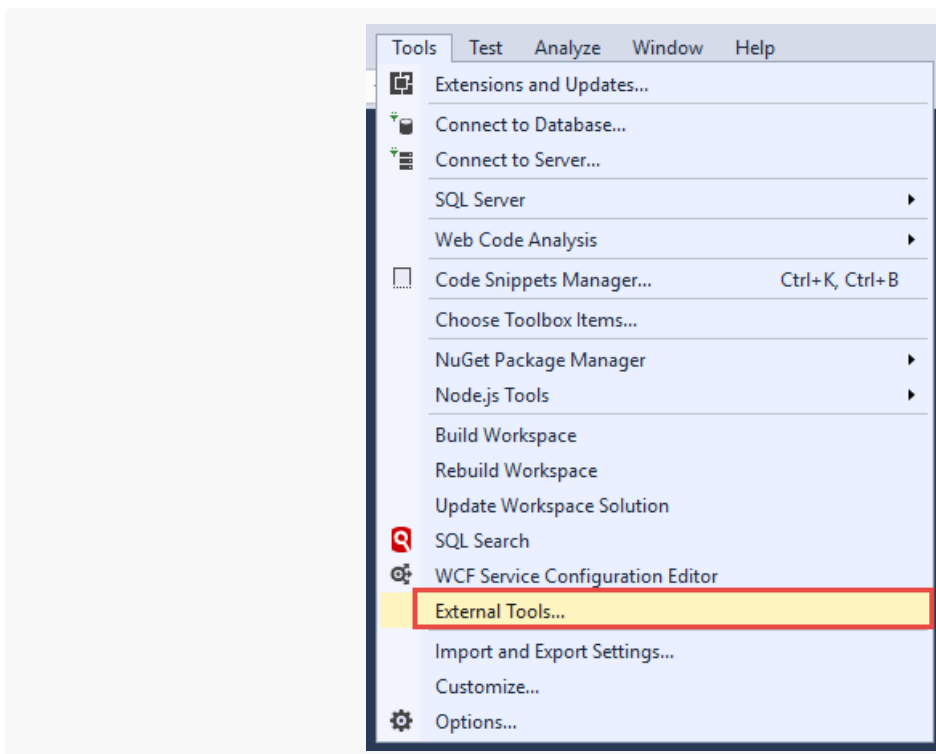 Tools Test Analyze Window Help
Extensions and Updates...
Connect to Database...
Connect to Server...
SQL Server
Web Code Analysis
Code Snippets Manager... Ctrl+K, Ctrl+B
Choose Toolbox Items...
NuGet Package Manager
Node.js Tools
Build Workspace
Rebuild Workspace
Update Workspace Solution
SQL Search
WCF Service Configuration Editor
External Tools...
Import and Export Settings...
Customize...
Options...